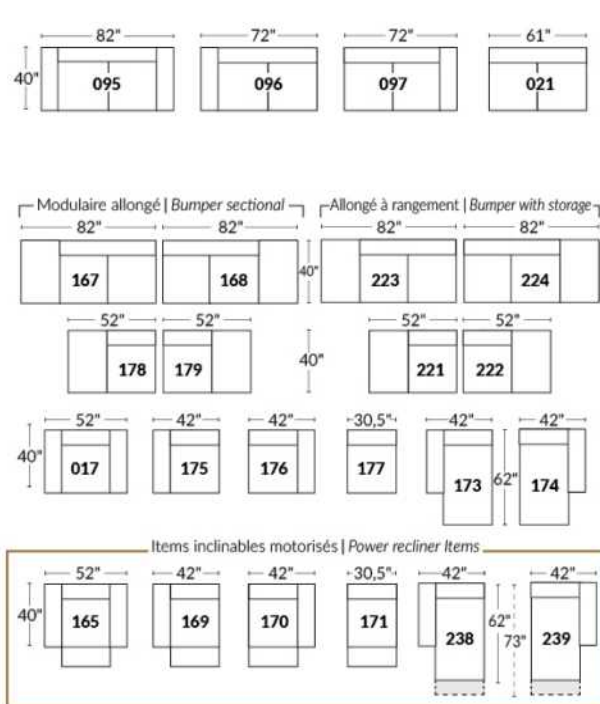 82" 72" 72" 61"
40" 095 096 097 021
Modulaire allongé | Bumper sectional Allongé à rangement | Bumper with storage
82" 82" 82" 82"
167 168 40" 223 224
52" 52" 52" 52"
178 179 40" 221 222
52" 42" 42" 30,5" 42" 42"
40" 017 175 176 177 173 62" 174
Items inclinables motorisés | Power recliner Items
52" 42" 42" 30,5" 42" 42"
40" 165 169 170 171 238 62" 73" 239